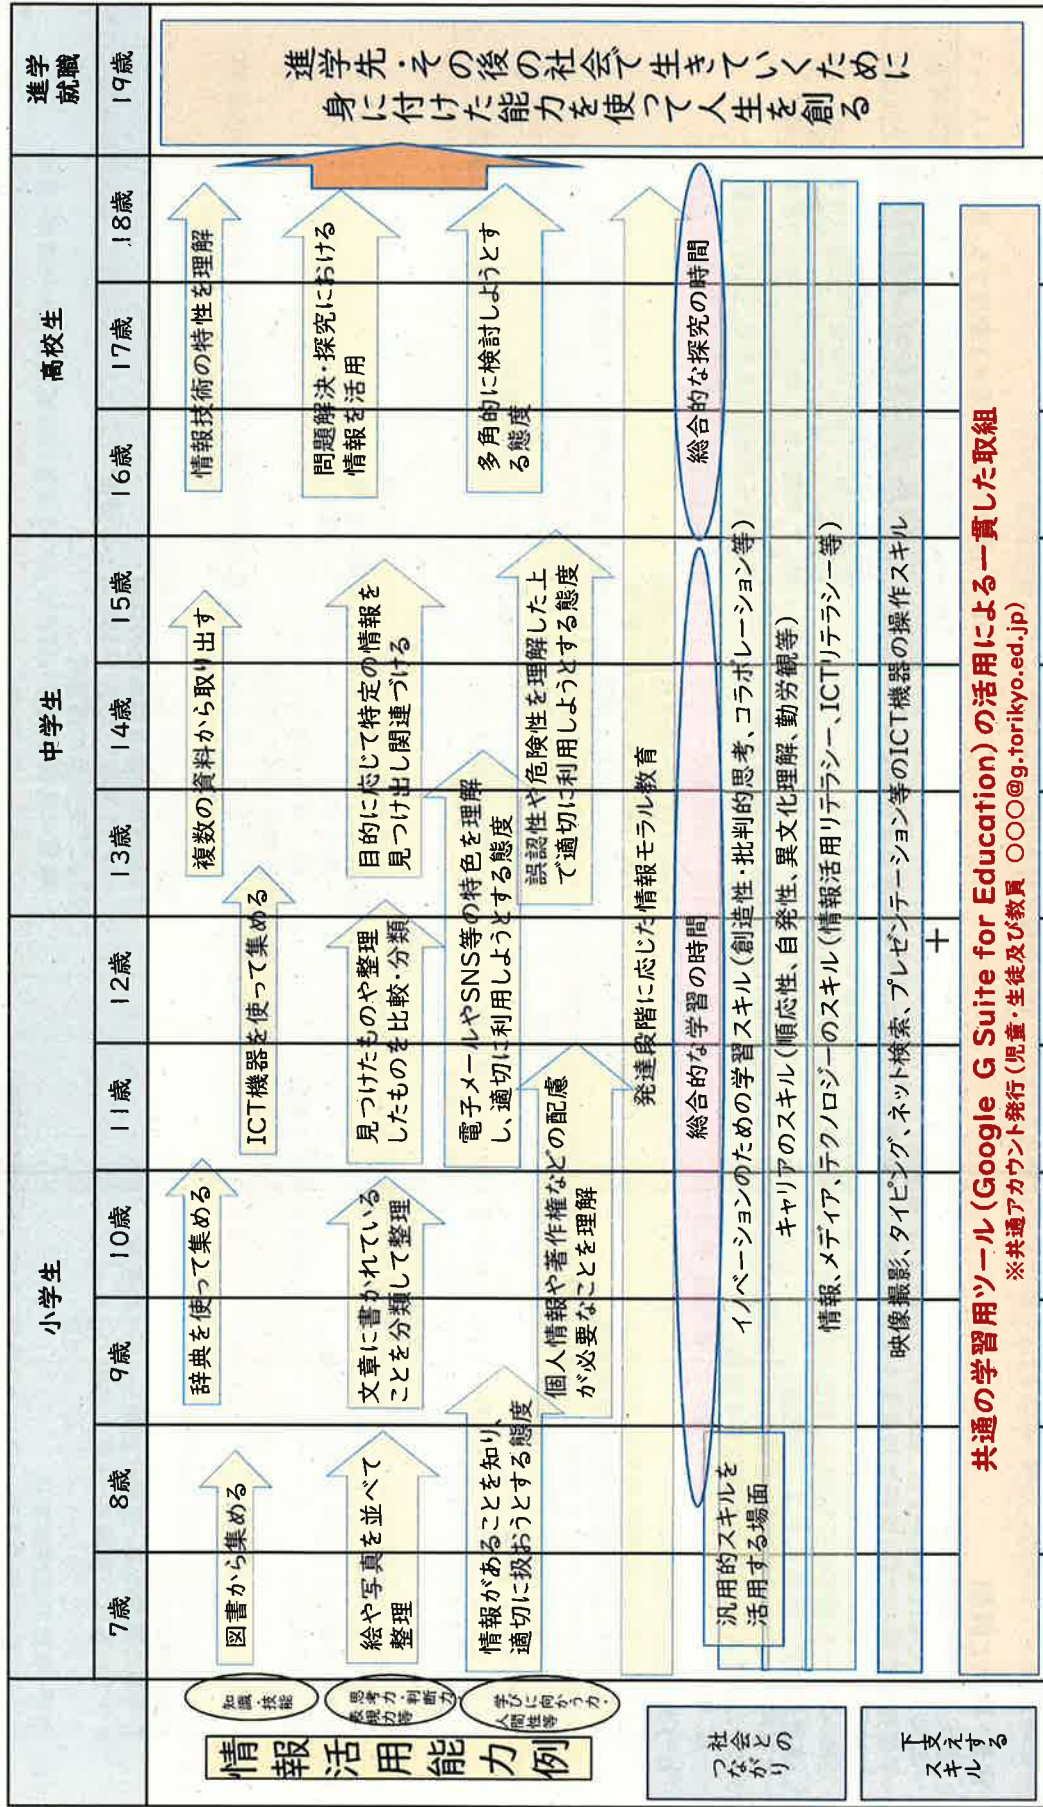 小学生
中学生
高校生
進学
就職
7歳
8歳
9歳
10歳
11歳
12歳
13歳
14歳
15歳
16歳
17歳
18歳
19歳
情報活用能力例
知識・技能
思考力・判断力・
表現力等
学びに向かう力・
人間性等
図書から集める
辞典を使って集める
ICT機器を使って集める
複数の資料から取り出す
情報技術の特性を理解
絵や写真を並べて
整理
文章に書かれている
ことを分類して整理
見つけたものや整理
したものを比較・分類
目的に応じて特定の情報を
見つけ出し関連づける
問題解決・探究における
情報を活用
情報があることを知り、
適切に扱おうとする態度
個人情報や著作権などの配慮
が必要なことを理解
電子メールやSNS等の特色を理解
し、適切に利用しようとする態度
誤認性や危険性を理解した上
で適切に利用しようとする態度
多角的に検討しようとす
る態度
発達段階に応じた情報モラル教育
進学先・その後の社会で生きていくために
身に付けた能力を使って人生を創る
社会との
つながり
総合的な学習の時間
総合的な探究の時間
汎用的スキルを
活用する場面
イノベーションのための学習スキル(創造性・批判的思考、コラボレーション等)
キャリアのスキル(順応性、自発性、異文化理解、勤労観等)
情報、メディア、テクノロジーのスキル(情報活用リテラシー、ICTリテラシー等)
下支えする
スキル
映像撮影、タイピング、ネット検索、プレゼンテーション等のICT機器の操作スキル
+
共通の学習用ツール(Google G Suite for Education)の活用による一貫した取組
※共通アカウント発行(児童・生徒及び教員 〇〇〇@g.torikyo.ed.jp)